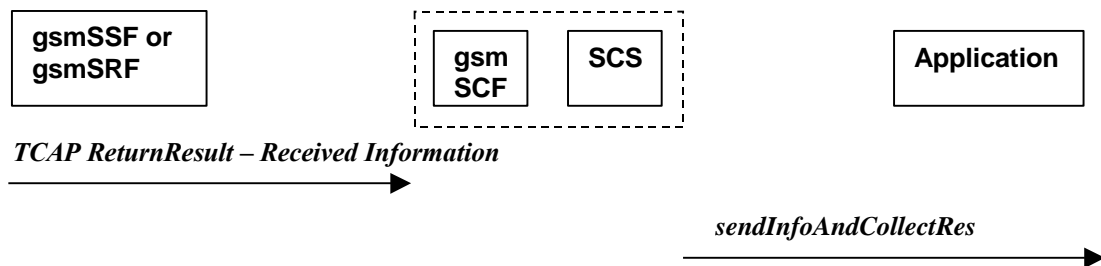 gsmSSF or
gsmSRF
gsm
SCF
SCS
Application
TCAP ReturnResult – Received Information
sendInfoAndCollectRes